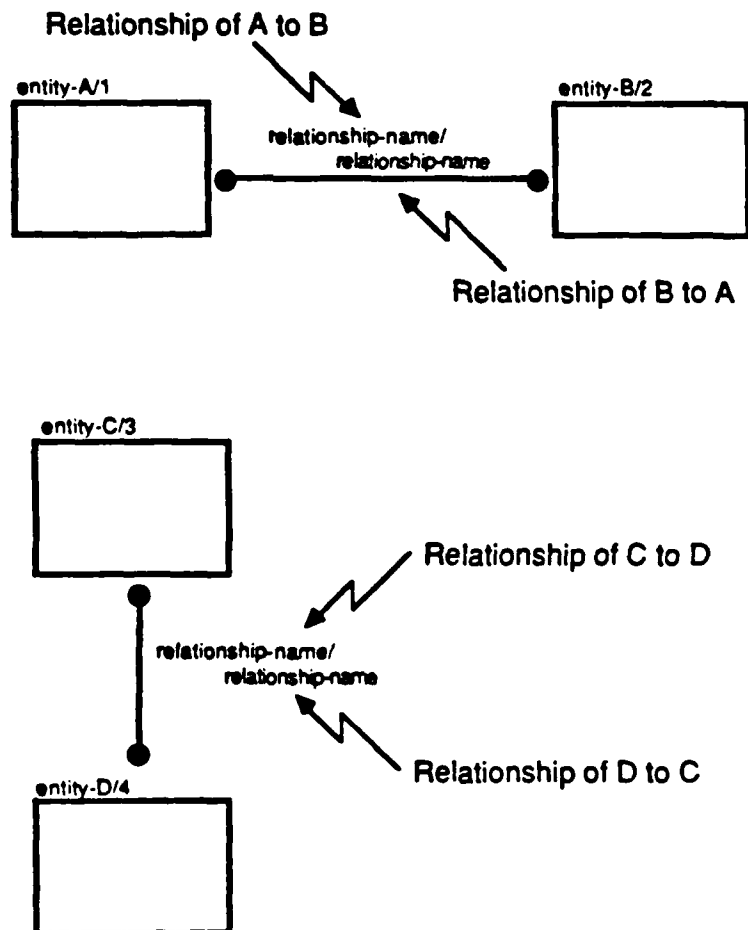 Relationship of A to B
entity-A/1
entity-B/2
relationship-name/
relationship-name
Relationship of B to A
entity-C/3
Relationship of C to D
relationship-name/
relationship-name
Relationship of D to C
entity-D/4